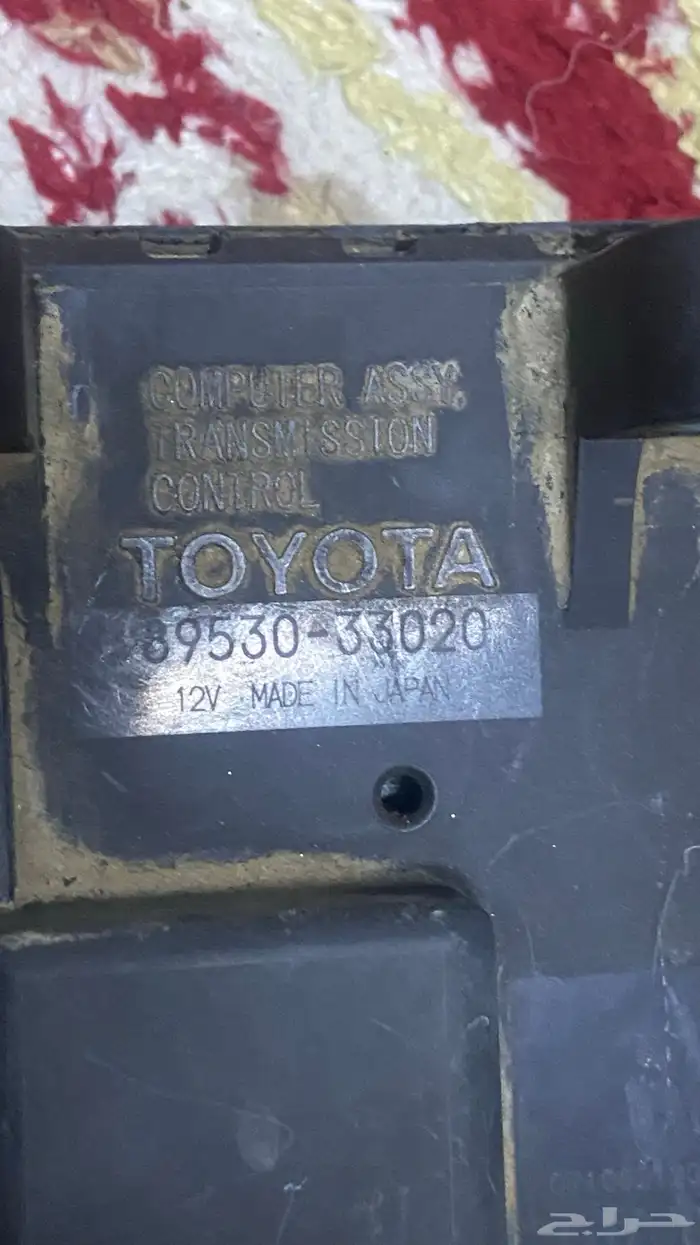 COMPUTER ASSY,
TRANSMISSION
CONTROL
TOYOTA
89530-33020
12V MADE IN JAPAN
حراج